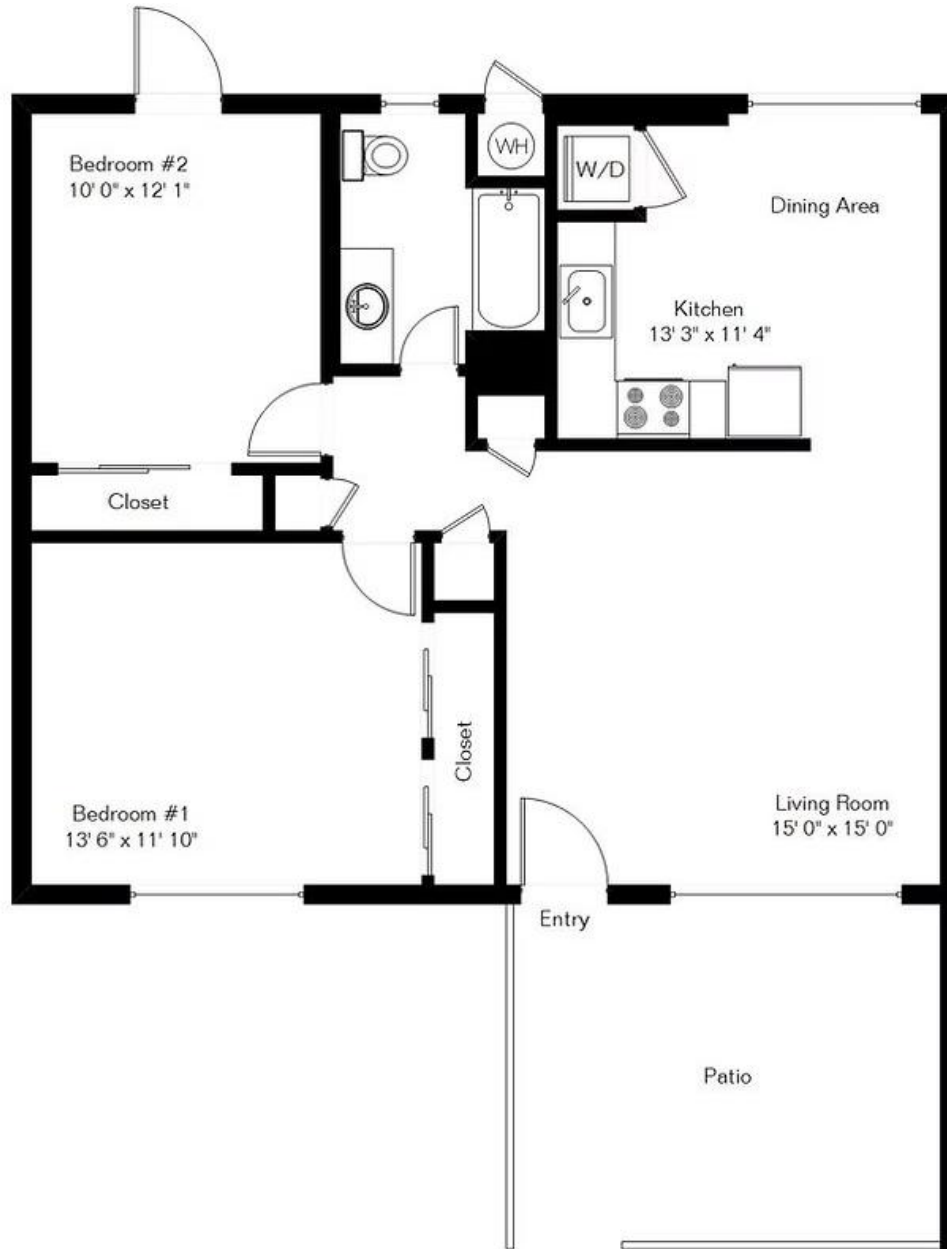 Bedroom #2
10' 0" x 12' 1"
WH
W/D
Dining Area
Kitchen
13' 3" x 11' 4"
Closet
Closet
Bedroom #1
13' 6" x 11' 10"
Living Room
15' 0" x 15' 0"
Entry
Patio